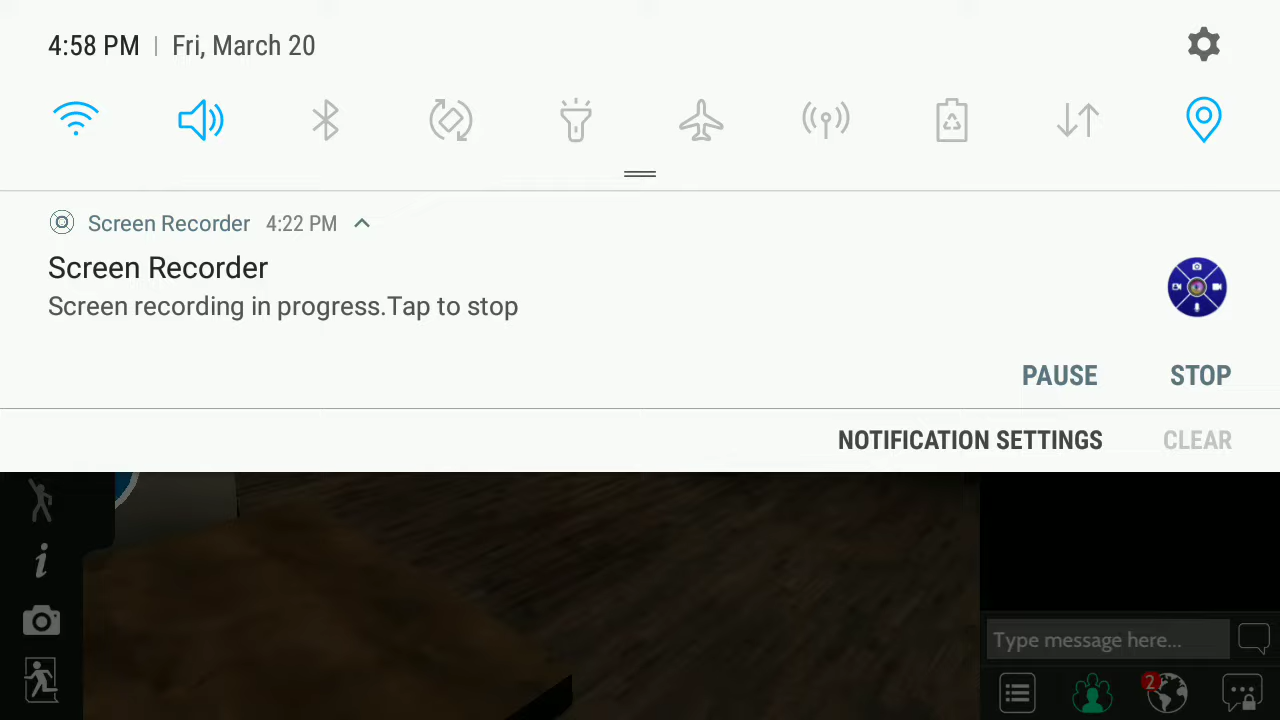 4:58 PM | Fri, March 20
Screen Recorder 4:22 PM
Screen Recorder
Screen recording in progress.Tap to stop
PAUSE STOP
NOTIFICATION SETTINGS CLEAR
i
Type message here...
2